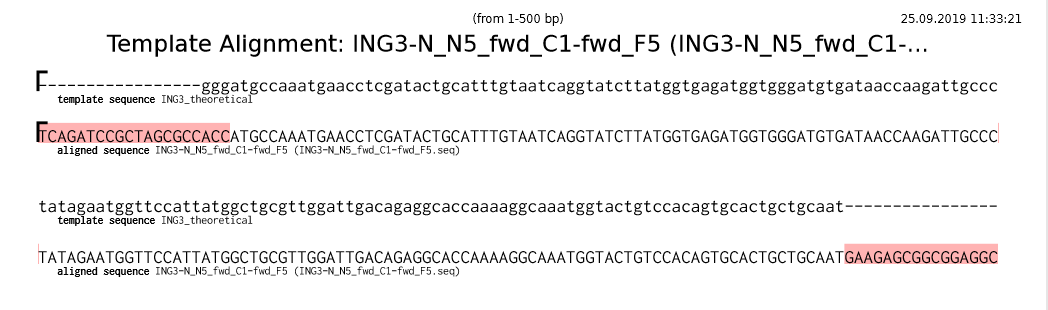 (from 1-500 bp)
25.09.2019 11:33:21
Template Alignment: ING3-N_N5_fwd_C1-fwd_F5 (ING3-N_N5_fwd_C1-...
-----------------gggatgccaaatgaacctcgatactgcatttgtaatcaggtatcttatggtgagatggtgggatgtgataaccaagattgccc
template sequence ING3_theoretical
TCAGATCCGCTAGCGCCACCATGCCAAATGAACCTCGATACTGCATTTGTAATCAGGTATCTTATGGTGAGATGGTGGGATGTGATAACCAAGATTGCCC
aligned sequence ING3-N_N5_fwd_C1-fwd_F5 (ING3-N_N5_fwd_C1-fwd_F5.seq)
tatagaatggttccattatggctgcgttggattgacagaggcaccaaaaggcaaatggtactgtccacagtgcactgctgcaat----------------
template sequence ING3_theoretical
TATAGAATGGTTCCATTATGGCTGCGTTGGATTGACAGAGGCACCAAAAGGCAAATGGTACTGTCCACAGTGCACTGCTGCAATGAAGAGCGGCGGAGGC
aligned sequence ING3-N_N5_fwd_C1-fwd_F5 (ING3-N_N5_fwd_C1-fwd_F5.seq)